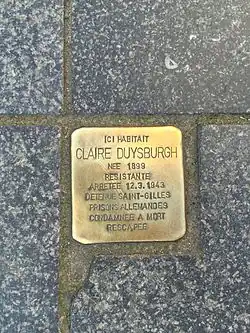 ICI HABITAIT
CLAIRE DUYSBURGH
NÉE 1899
RÉSISTANTE
ARRÊTÉE 12.3.1943
DÉTENUE SAINT-GILLES
PRISONS ALLEMANDES
CONDAMNÉE A MORT
RESCAPÉE